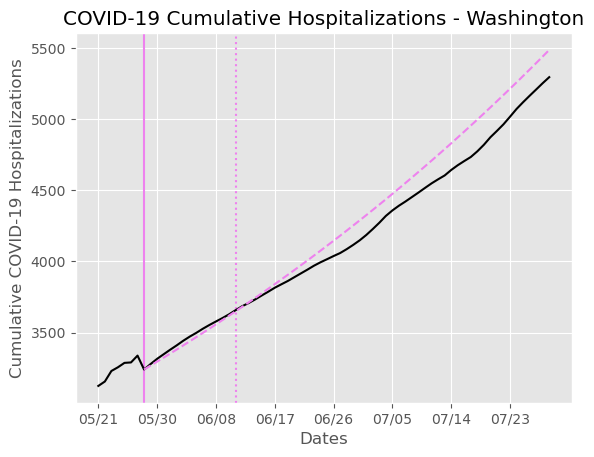 COVID-19 Cumulative Hospitalizations - Washington
Cumulative COVID-19 Hospitalizations
5500
5000
4500
4000
3500
05/21 05/30 06/08 06/17 06/26 07/05 07/14 07/23
Dates